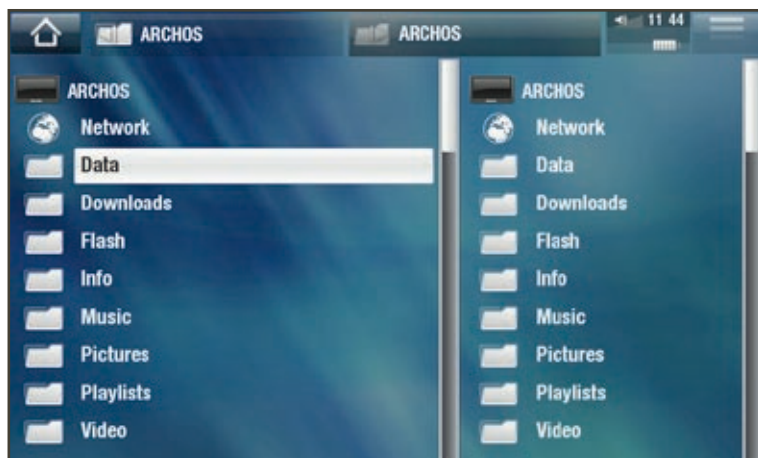 ARCHOS
ARCHOS
11 44
ARCHOS
Network
Data
Downloads
Flash
Info
Music
Pictures
Playlists
Video
ARCHOS
Network
Data
Downloads
Flash
Info
Music
Pictures
Playlists
Video